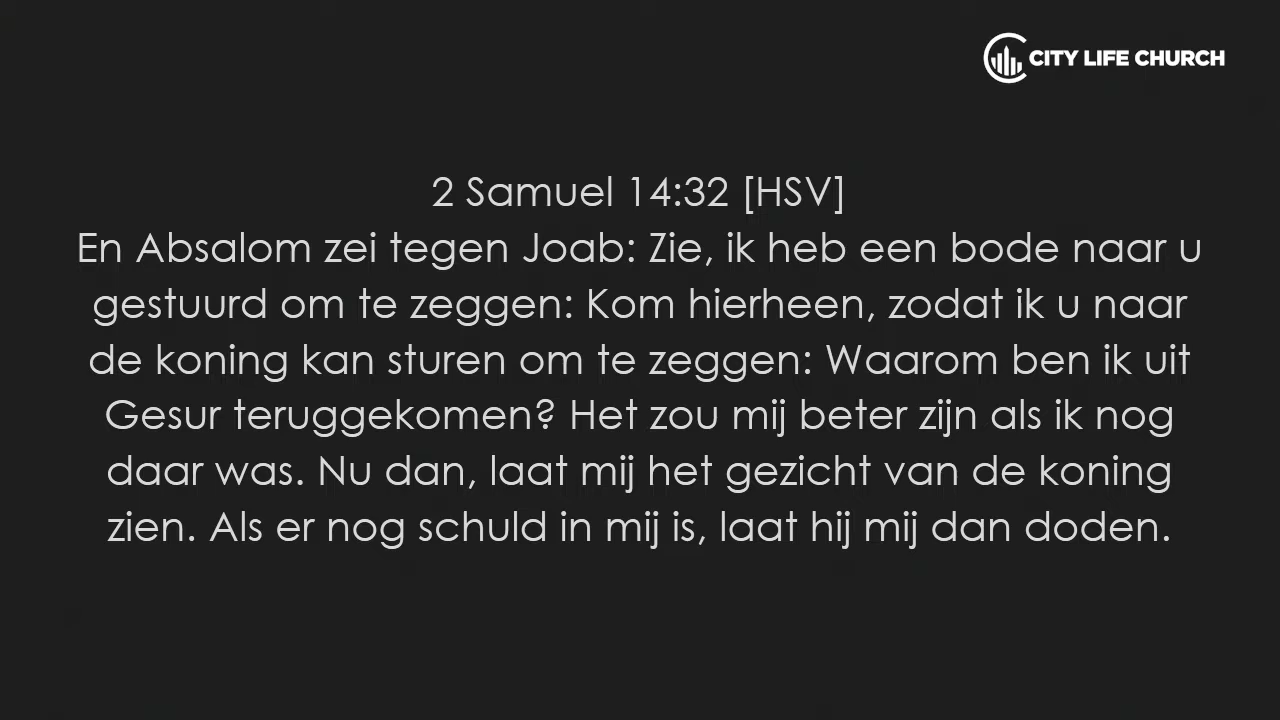 CITY LIFE CHURCH
2 Samuel 14:32 [HSV]
En Absalom zei tegen Joab: Zie, ik heb een bode naar u
gestuurd om te zeggen: Kom hierheen, zodat ik u naar
de koning kan sturen om te zeggen: Waarom ben ik uit
Gesur teruggekomen? Het zou mij beter zijn als ik nog
daar was. Nu dan, laat mij het gezicht van de koning
zien. Als er nog schuld in mij is, laat hij mij dan doden.